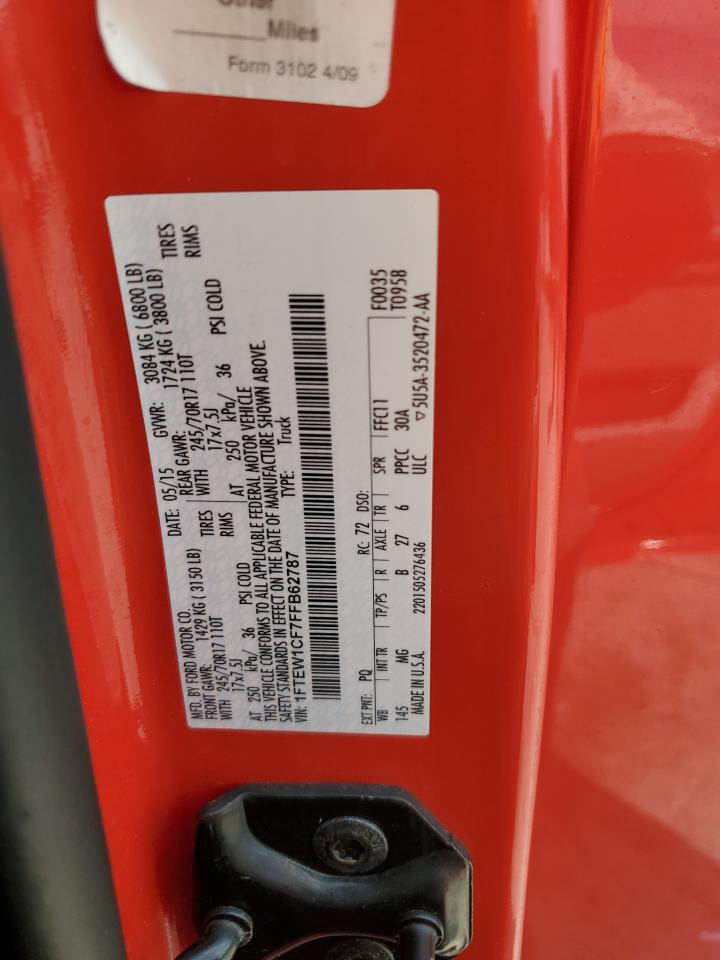 Other
_______Miles
Form 3102 4/09
MFD. BY FORD MOTOR CO. DATE: 05/15 GVWR: 3084 KG ( 6800 LB)
FRONT GAWR: 1429 KG ( 3150 LB) REAR GAWR: 1724 KG ( 3800 LB)
WITH 245/70R17 110T TIRES WITH 245/70R17 110T TIRES
17x7.5J RIMS 17x7.5J RIMS
AT 250 kPa/ 36 PSI COLD AT 250 kPa/ 36 PSI COLD
THIS VEHICLE CONFORMS TO ALL APPLICABLE FEDERAL MOTOR VEHICLE
SAFETY STANDARDS IN EFFECT ON THE DATE OF MANUFACTURE SHOWN ABOVE.
VIN: 1FTEW1CF7FFB62787 TYPE: Truck
EXT PNT: PQ RC: 72 DSO: F0035
WB INT TR TP/PS R AXLE TR SPR FFC11 T0958
145 MG B 27 6 PPCC 30A
MADE IN U.S.A. 2201505276436 ULC ▽5U5A-3520472-AA